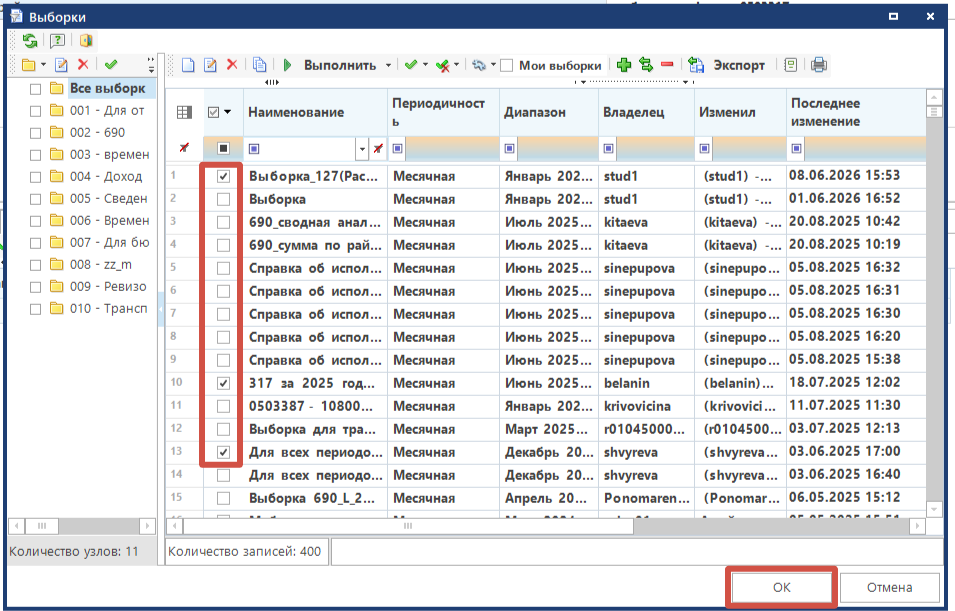 Выборки
Выполнить
Мои выборки
Экспорт
Все выборк
001 - Для от
002 - 690
003 - времен
004 - Доход
005 - Сведен
006 - Времен
007 - Для бю
008 - zz_m
009 - Ревизо
010 - Трансп
Наименование Периодичност
ь Диапазон Владелец Изменил Последнее
изменение
1 Выборка_127(Рас... Месячная Январь 202... stud1 (stud1) -... 08.06.2026 15:53
2 Выборка Месячная Январь 202... stud1 (stud1) -... 01.06.2026 16:52
3 690_сводная анал... Месячная Июль 2025... kitaeva (kitaeva) -... 20.08.2025 10:42
4 690_сумма по рай... Месячная Июль 2025... kitaeva (kitaeva) -... 20.08.2025 10:19
5 Справка об испол... Месячная Июнь 2025... sinepupova (sinepupo... 05.08.2025 16:32
6 Справка об испол... Месячная Июнь 2025... sinepupova (sinepupo... 05.08.2025 16:31
7 Справка об испол... Месячная Июнь 2025... sinepupova (sinepupo... 05.08.2025 16:30
8 Справка об испол... Месячная Июнь 2025... sinepupova (sinepupo... 05.08.2025 16:20
9 Справка об испол... Месячная Июнь 2025... sinepupova (sinepupo... 05.08.2025 15:38
10 317 за 2025 год... Месячная Июнь 2025... belanin (belanin)... 18.07.2025 12:02
11 0503387 - 10800... Месячная Январь 202... krivovicina (krivovici... 11.07.2025 11:30
12 Выборка для тра... Месячная Март 2025... r01045000... (r0104500... 03.07.2025 12:13
13 Для всех периодо... Месячная Декабрь 20... shvyreva (shvyreva... 03.06.2025 17:00
14 Для всех периодо... Месячная Декабрь 20... shvyreva (shvyreva... 03.06.2025 16:40
15 Выборка 690_L_2... Месячная Апрель 20... Ponomaren... (Ponomar... 06.05.2025 15:12
Количество узлов: 11
Количество записей: 400
ОК
Отмена